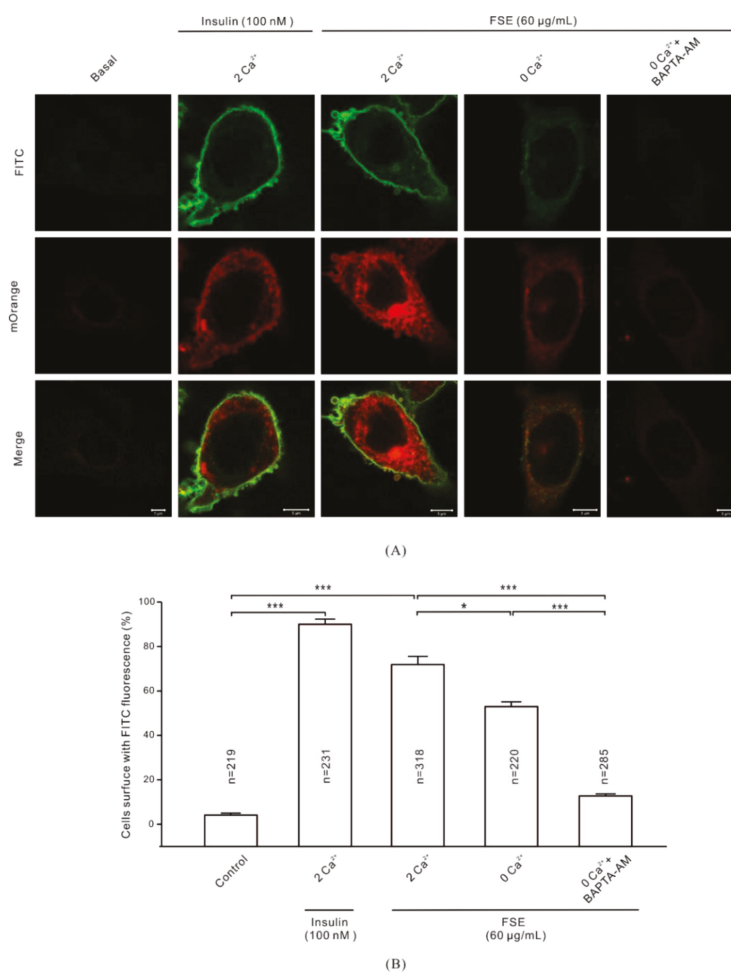 Insulin (100 nM )
FSE (60 µg/mL)
Basal
2 Ca²⁺
2 Ca²⁺
0 Ca²⁺
0 Ca²⁺+
BAPTA-AM
FITC
mOrange
Merge
(A)
Cells surfuce with FITC fluorescence (%)
100
80
60
40
20
0
***
***
***
*
***
n=219
n=231
n=318
n=220
n=285
Control
2 Ca²⁺
2 Ca²⁺
0 Ca²⁺
0 Ca²⁺+
BAPTA-AM
Insulin
(100 nM )
FSE
(60 µg/mL)
(B)